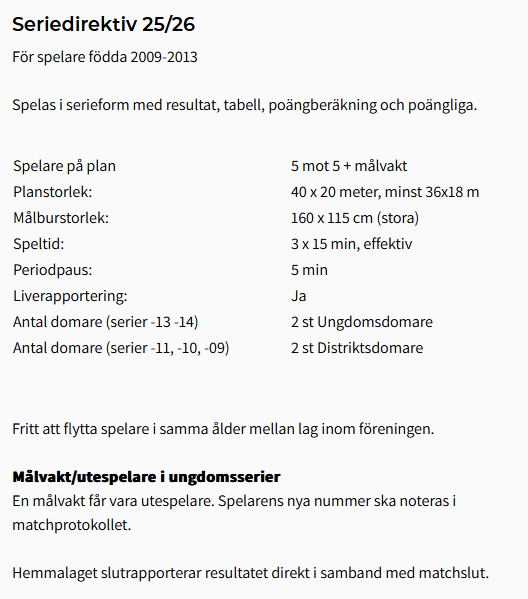 Seriedirektiv 25/26
För spelare födda 2009-2013
Spelas i serieform med resultat, tabell, poängberäkning och poängliga.
Spelare på plan 5 mot 5 + målvakt
Planstorlek: 40 x 20 meter, minst 36x18 m
Målburstorlek: 160 x 115 cm (stora)
Speltid: 3 x 15 min, effektiv
Periodpaus: 5 min
Liverapportering: Ja
Antal domare (serier -13 -14) 2 st Ungdomsdomare
Antal domare (serier -11, -10, -09) 2 st Distriktsdomare
Fritt att flytta spelare i samma ålder mellan lag inom föreningen.
Målvakt/utespelare i ungdomsserier
En målvakt får vara utespelare. Spelarens nya nummer ska noteras i
matchprotokollet.
Hemmalaget slutrapporterar resultatet direkt i samband med matchslut.